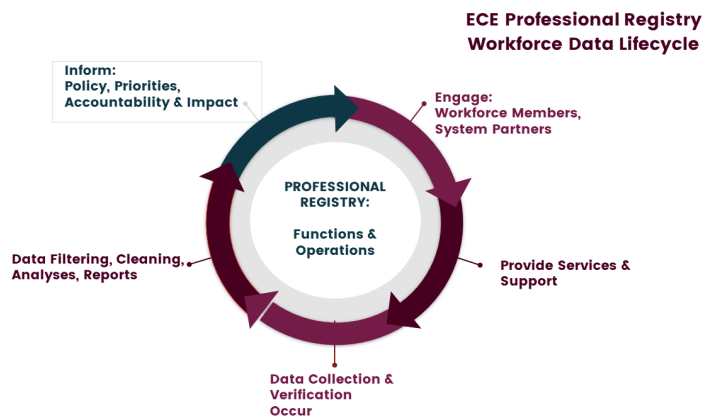 ECE Professional Registry
Workforce Data Lifecycle
Inform:
Policy, Priorities,
Accountability & Impact
Engage:
Workforce Members,
System Partners
PROFESSIONAL
REGISTRY:
Functions &
Operations
Data Filtering, Cleaning,
Analyses, Reports
Provide Services &
Support
Data Collection &
Verification
Occur